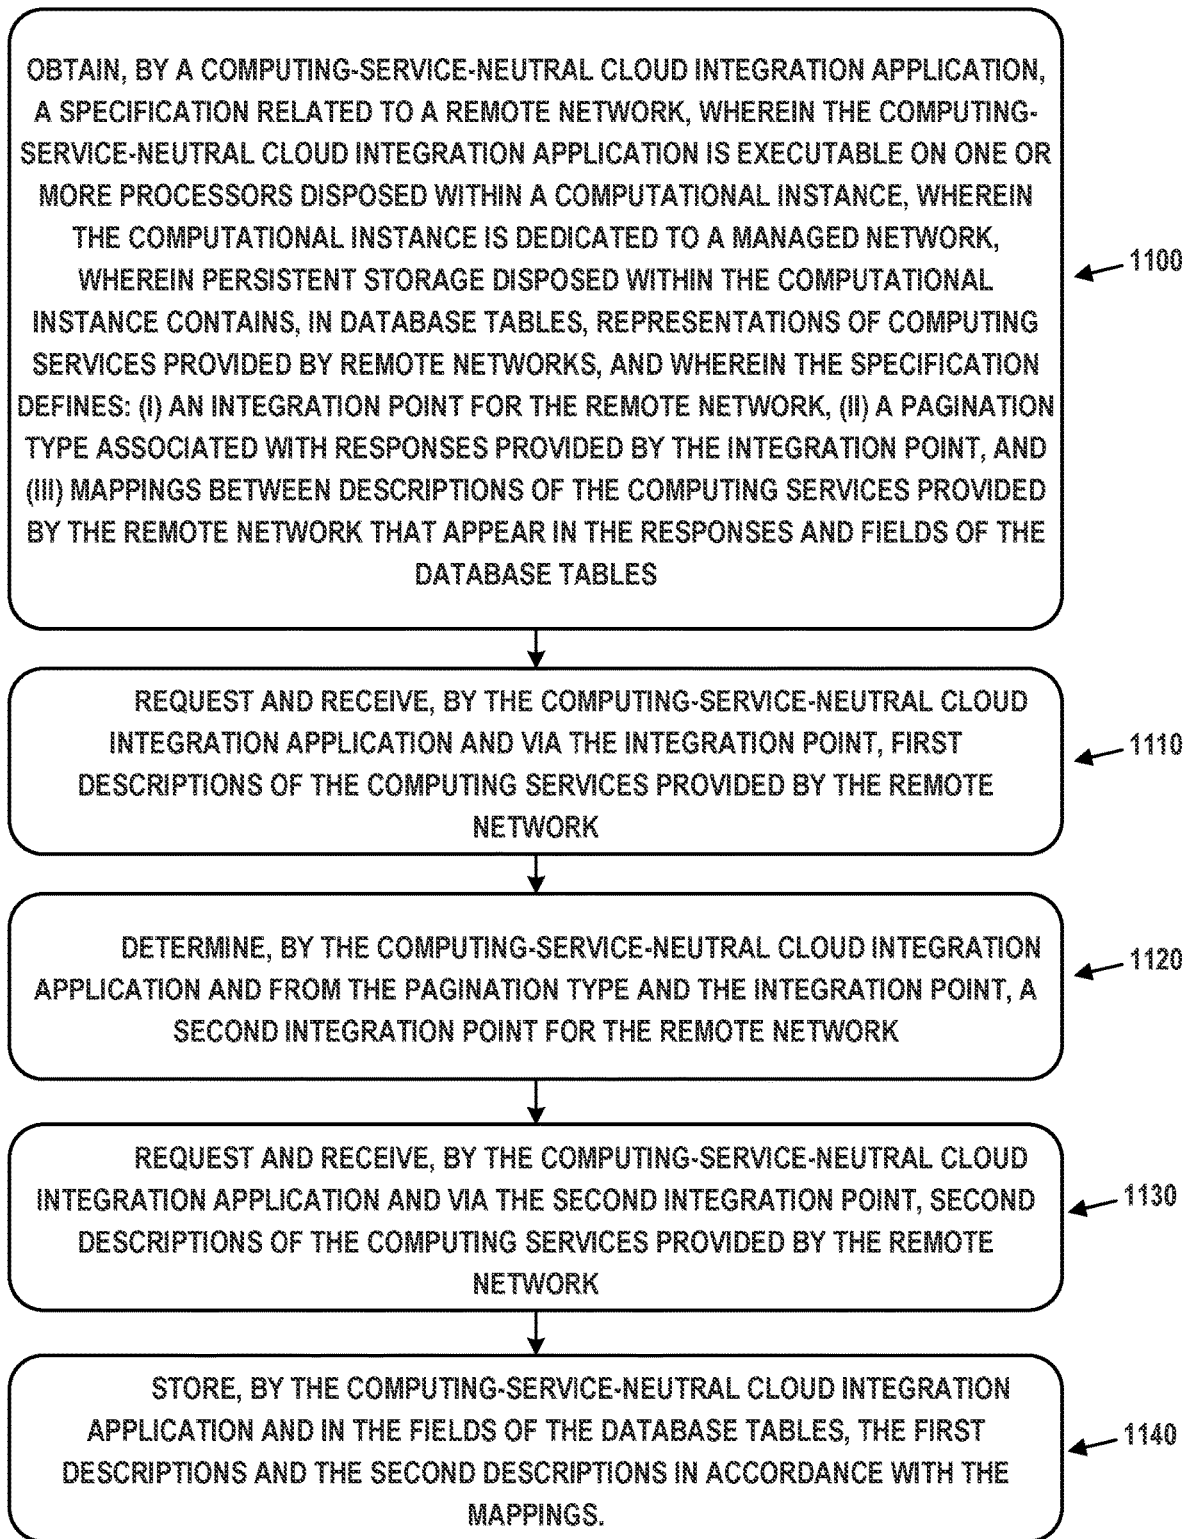 OBTAIN, BY A COMPUTING-SERVICE-NEUTRAL CLOUD INTEGRATION APPLICATION,
A SPECIFICATION RELATED TO A REMOTE NETWORK, WHEREIN THE COMPUTING-
SERVICE-NEUTRAL CLOUD INTEGRATION APPLICATION IS EXECUTABLE ON ONE OR
MORE PROCESSORS DISPOSED WITHIN A COMPUTATIONAL INSTANCE, WHEREIN
THE COMPUTATIONAL INSTANCE IS DEDICATED TO A MANAGED NETWORK,
WHEREIN PERSISTENT STORAGE DISPOSED WITHIN THE COMPUTATIONAL
INSTANCE CONTAINS, IN DATABASE TABLES, REPRESENTATIONS OF COMPUTING
SERVICES PROVIDED BY REMOTE NETWORKS, AND WHEREIN THE SPECIFICATION
DEFINES: (I) AN INTEGRATION POINT FOR THE REMOTE NETWORK, (II) A PAGINATION
TYPE ASSOCIATED WITH RESPONSES PROVIDED BY THE INTEGRATION POINT, AND
(III) MAPPINGS BETWEEN DESCRIPTIONS OF THE COMPUTING SERVICES PROVIDED
BY THE REMOTE NETWORK THAT APPEAR IN THE RESPONSES AND FIELDS OF THE
DATABASE TABLES
1100
REQUEST AND RECEIVE, BY THE COMPUTING-SERVICE-NEUTRAL CLOUD
INTEGRATION APPLICATION AND VIA THE INTEGRATION POINT, FIRST
DESCRIPTIONS OF THE COMPUTING SERVICES PROVIDED BY THE REMOTE
NETWORK
1110
DETERMINE, BY THE COMPUTING-SERVICE-NEUTRAL CLOUD INTEGRATION
APPLICATION AND FROM THE PAGINATION TYPE AND THE INTEGRATION POINT, A
SECOND INTEGRATION POINT FOR THE REMOTE NETWORK
1120
REQUEST AND RECEIVE, BY THE COMPUTING-SERVICE-NEUTRAL CLOUD
INTEGRATION APPLICATION AND VIA THE SECOND INTEGRATION POINT, SECOND
DESCRIPTIONS OF THE COMPUTING SERVICES PROVIDED BY THE REMOTE
NETWORK
1130
STORE, BY THE COMPUTING-SERVICE-NEUTRAL CLOUD INTEGRATION
APPLICATION AND IN THE FIELDS OF THE DATABASE TABLES, THE FIRST
DESCRIPTIONS AND THE SECOND DESCRIPTIONS IN ACCORDANCE WITH THE
MAPPINGS.
1140